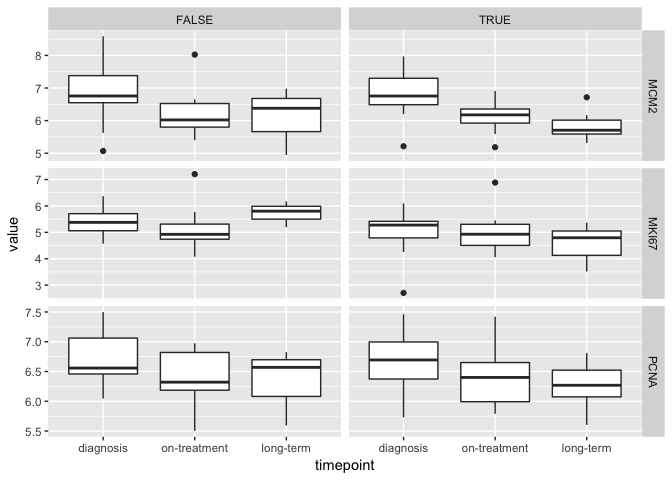 FALSE TRUE
8
7
6
5
MCM2
7
6
5
4
3
MKI67
7.5
7.0
6.5
6.0
5.5
PCNA
value
diagnosis on-treatment long-term diagnosis on-treatment long-term
timepoint